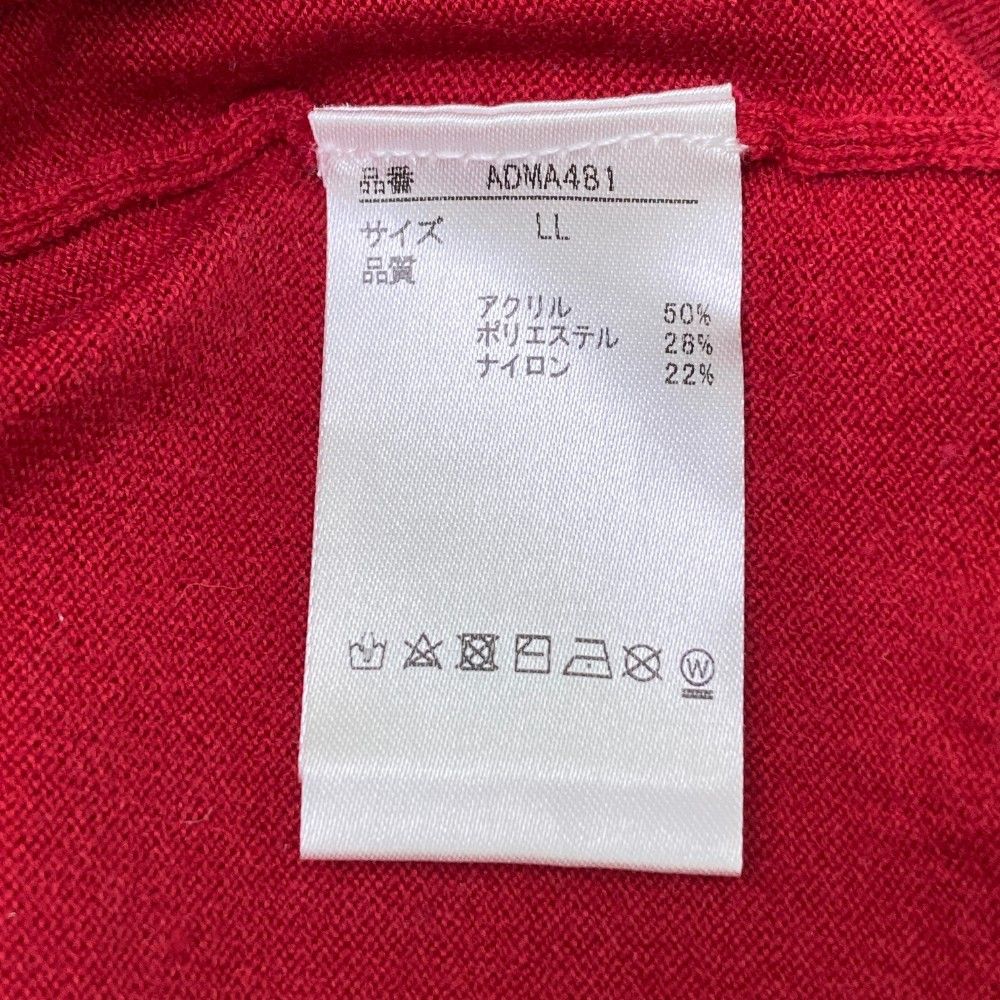 品番 ADMA481
サイズ LL
品質
アクリル 50%
ポリエステル 28%
ナイロン 22%
W